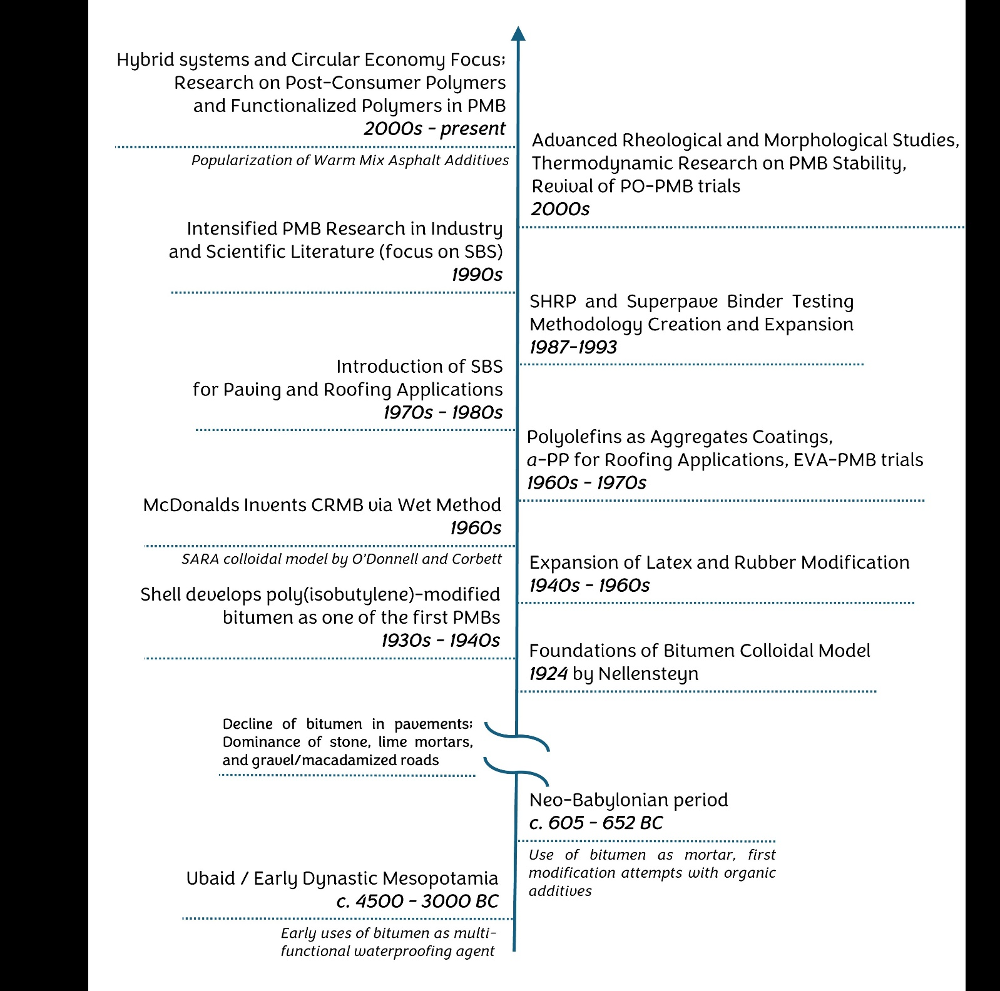 Hybrid systems and Circular Economy Focus;
Research on Post-Consumer Polymers
and Functionalized Polymers in PMB
2000s - present
Popularization of Warm Mix Asphalt Additives
Advanced Rheological and Morphological Studies,
Thermodynamic Research on PMB Stability,
Revival of PO-PMB trials
2000s
Intensified PMB Research in Industry
and Scientific Literature (focus on SBS)
1990s
SHRP and Superpave Binder Testing
Methodology Creation and Expansion
1987-1993
Introduction of SBS
for Paving and Roofing Applications
1970s - 1980s
Polyolefins as Aggregates Coatings,
a-PP for Roofing Applications, EVA-PMB trials
1960s - 1970s
McDonalds Invents CRMB via Wet Method
1960s
SARA colloidal model by O'Donnell and Corbett
Expansion of Latex and Rubber Modification
1940s - 1960s
Shell develops poly(isobutylene)-modified
bitumen as one of the first PMBs
1930s - 1940s
Foundations of Bitumen Colloidal Model
1924 by Nellensteyn
Decline of bitumen in pavements;
Dominance of stone, lime mortars,
and gravel/macadamized roads
Neo-Babylonian period
c. 605 - 652 BC
Use of bitumen as mortar, first
modification attempts with organic
additives
Ubaid / Early Dynastic Mesopotamia
c. 4500 - 3000 BC
Early uses of bitumen as multi-
functional waterproofing agent